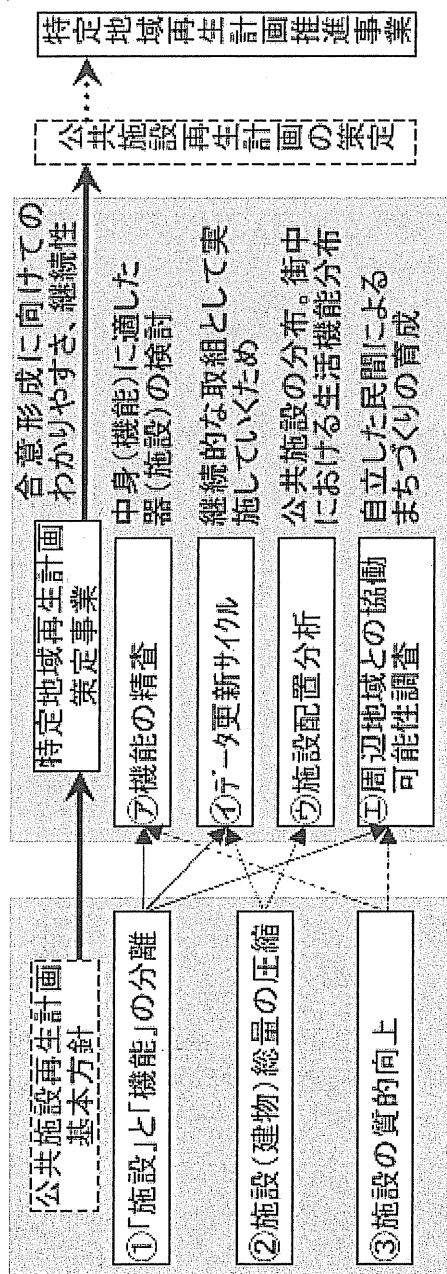 公共施設再生計画
基本方針
①「施設」と「機能」の分離
②施設(建物)総量の圧縮
③施設の質的向上
特定地域再生計画
策定事業
合意形成に向けての
わかりやすさ、継続性
㋐機能の精査
中身(機能)に適した
器(施設)の検討
㋑データ更新サイクル
継続的な取組として実
施していくため
㋒施設配置分析
公共施設の分布。街中
における生活機能分布
㋓周辺地域との協働
可能性調査
自立した民間による
まちづくりの育成
公共施設再生計画の策定
特定地域再生計画推進事業